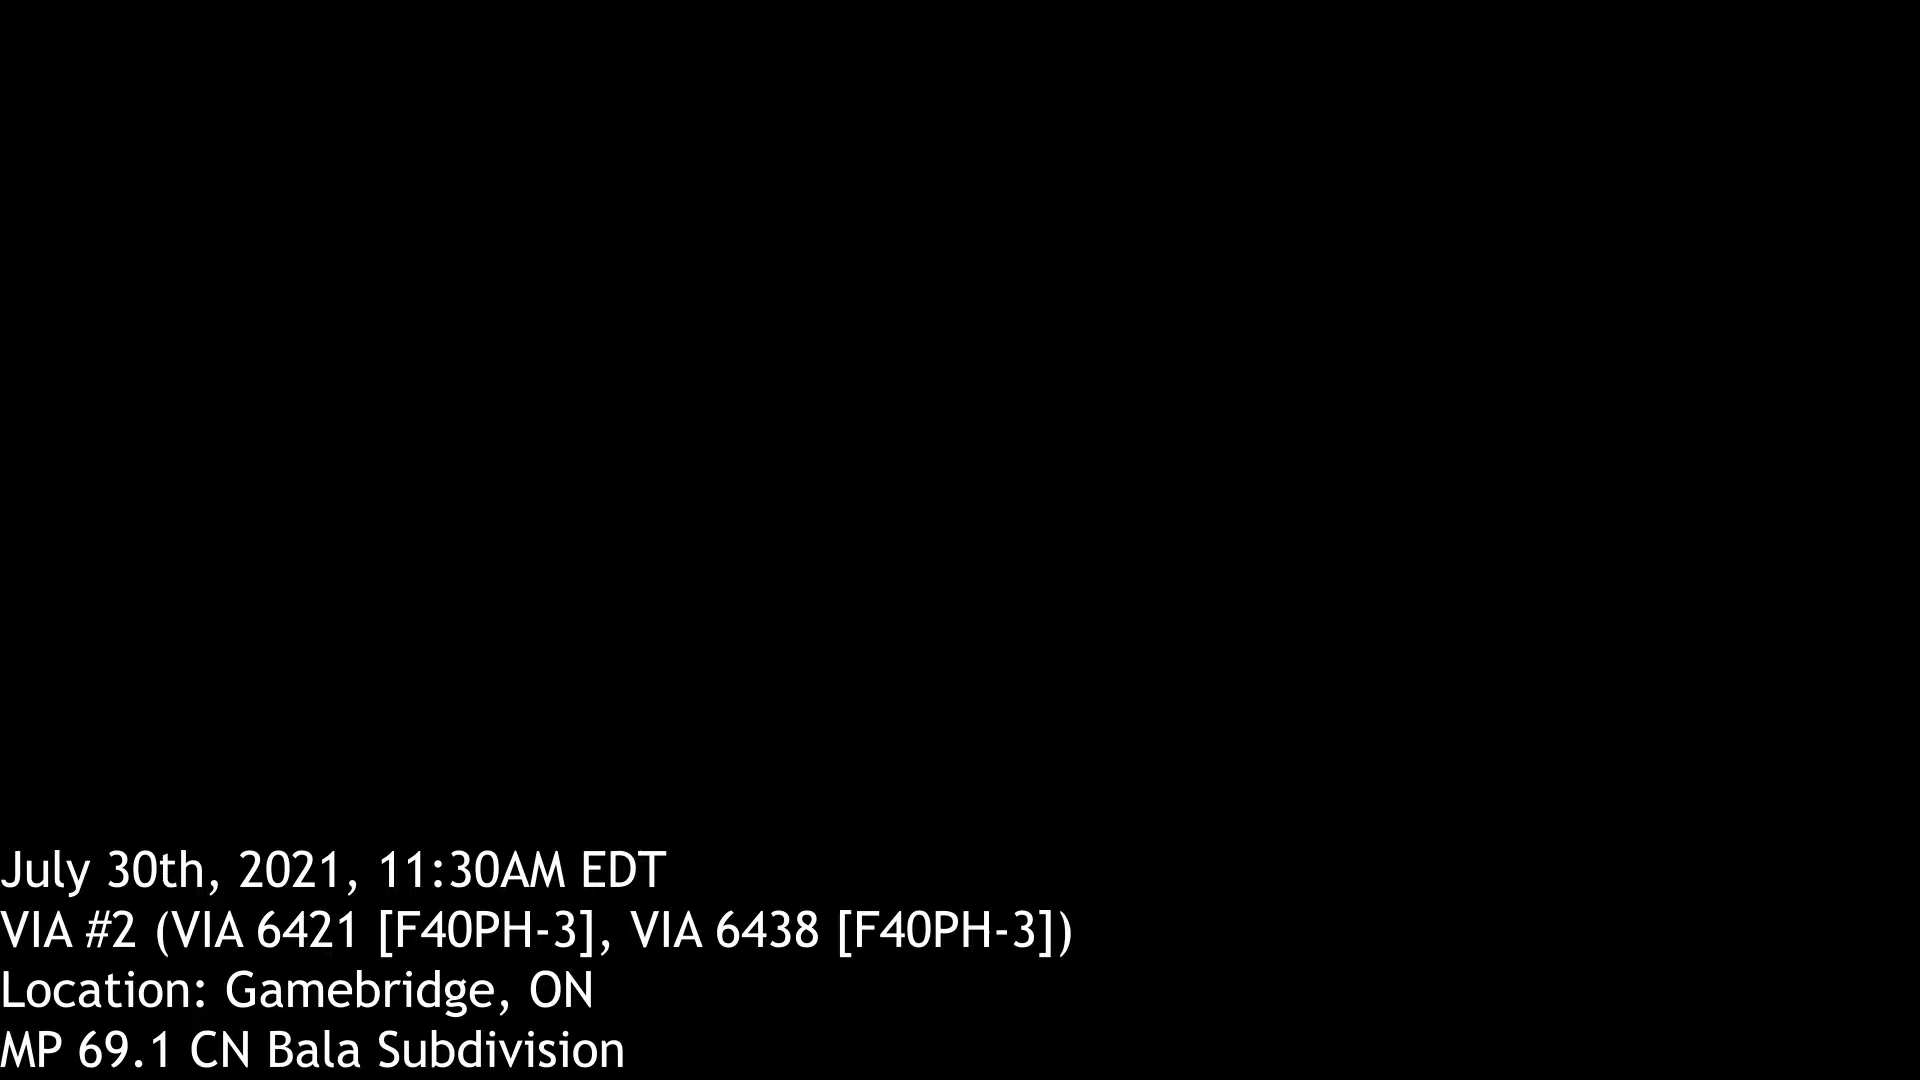 July 30th, 2021, 11:30AM EDT
VIA #2 (VIA 6421 [F40PH-3], VIA 6438 [F40PH-3])
Location: Gamebridge, ON
MP 69.1 CN Bala Subdivision